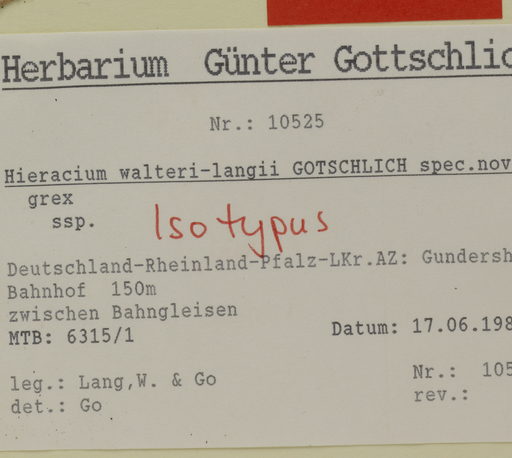 Herbarium Günter Gottschlic
Nr.: 10525
Hieracium walteri-langii GOTSCHLICH spec.nov
grex
ssp. Isotypus
Deutschland-Rheinland-Pfalz-LKr.AZ: Gundersh
Bahnhof 150m
zwischen Bahngleisen
MTB: 6315/1 Datum: 17.06.198
leg.: Lang,W. & Go Nr.: 105
det.: Go rev.: